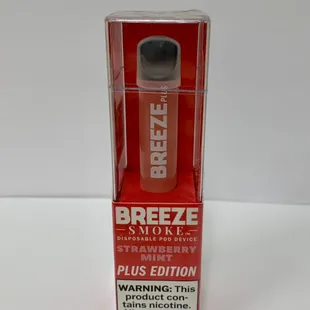 BREEZE PLUS
BREEZE
SMOKE
DISPOSABLE POD DEVICE
STRAWBERRY
MINT
PLUS EDITION
WARNING: This
product con-
tains nicotine.